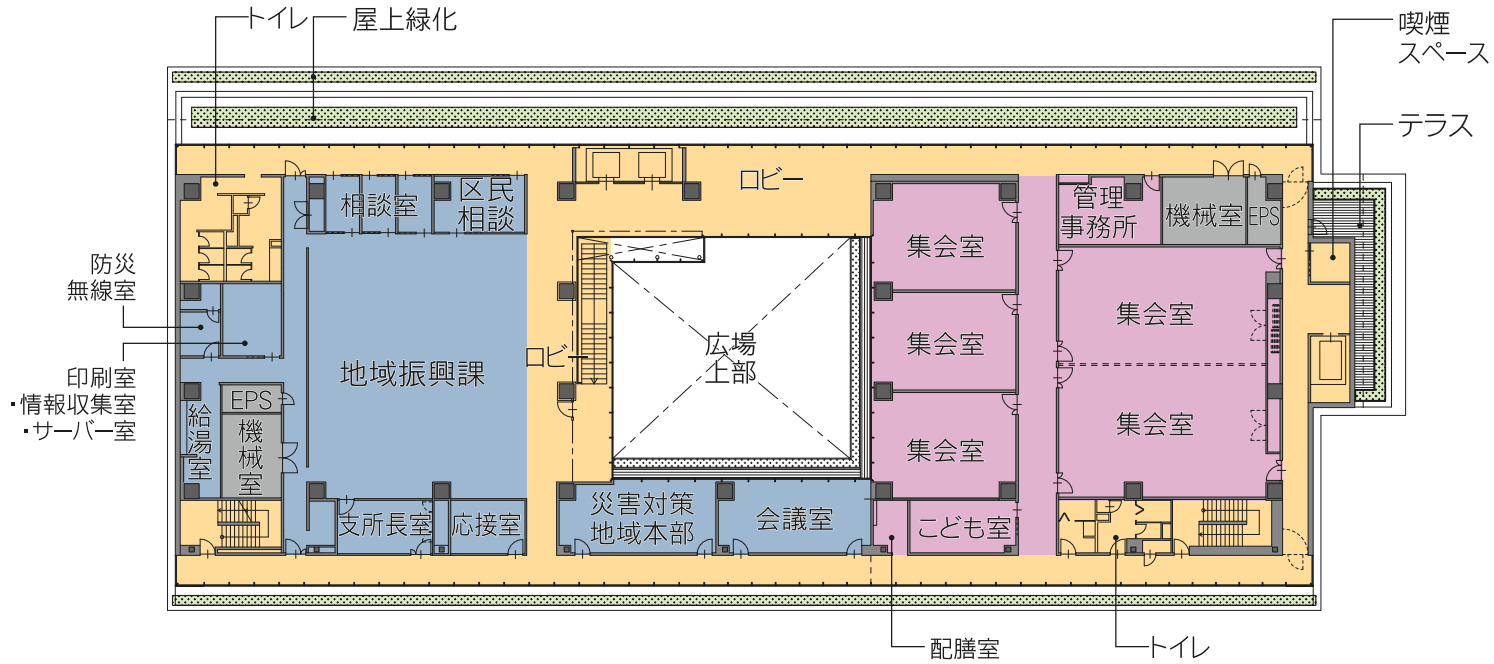 トイレ
屋上緑化
喫煙
スペース
テラス
ロビー
相談室
区民
相談
管理
事務所
機械室
EPS
集会室
防災
無線室
集会室
集会室
広場
上部
ロビー
地域振興課
印刷室
・情報収集室
・サーバー室
EPS
給湯室
機械室
集会室
集会室
支所長室
応接室
災害対策
地域本部
会議室
こども室
配膳室
トイレ